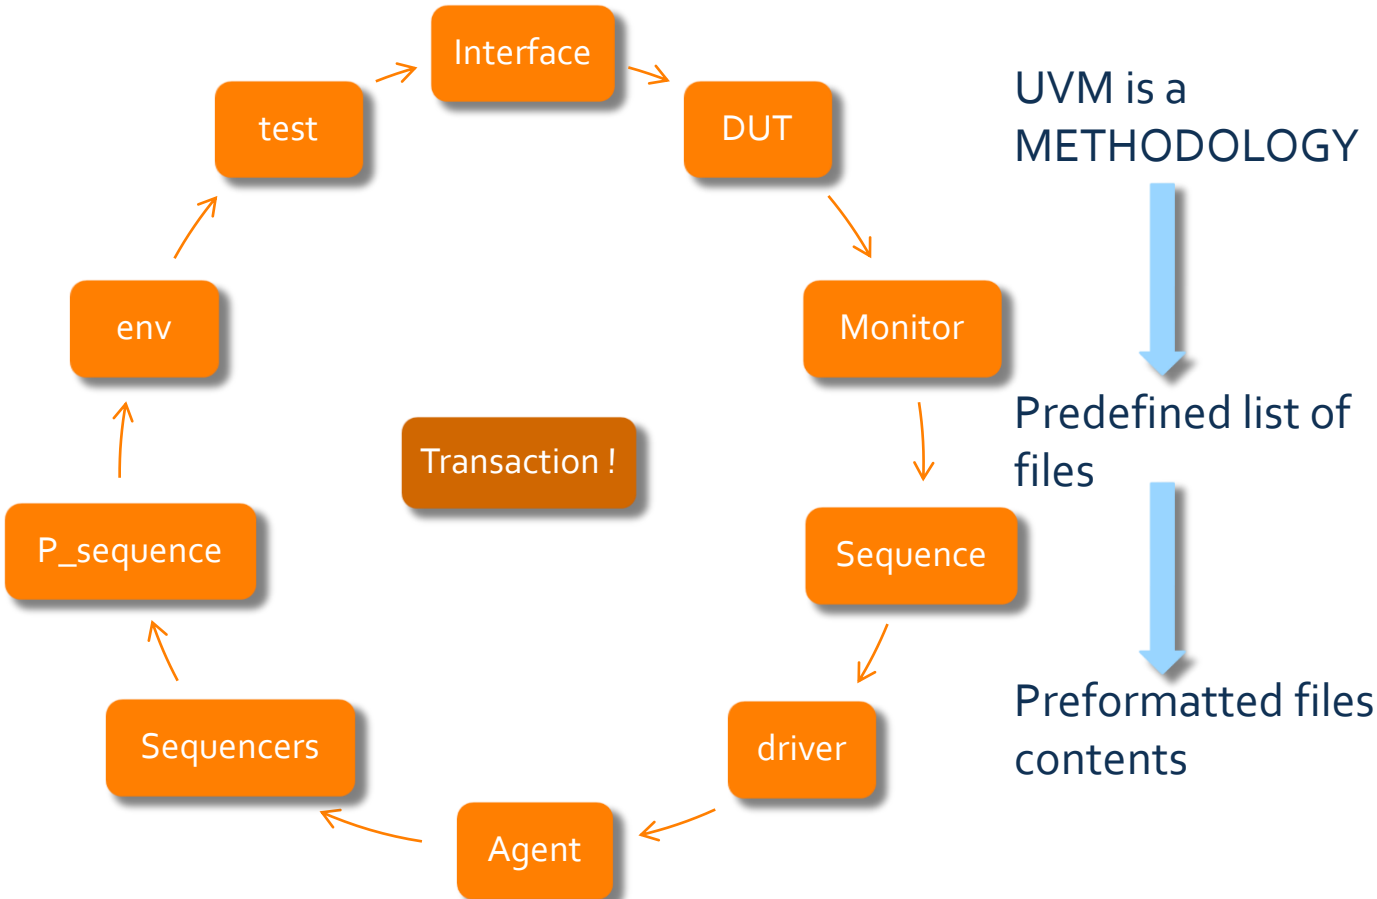 Interface
DUT
Monitor
Sequence
driver
Agent
Sequencers
P_sequence
env
test
Transaction !
UVM is a
METHODOLOGY
Predefined list of
files
Preformatted files
contents